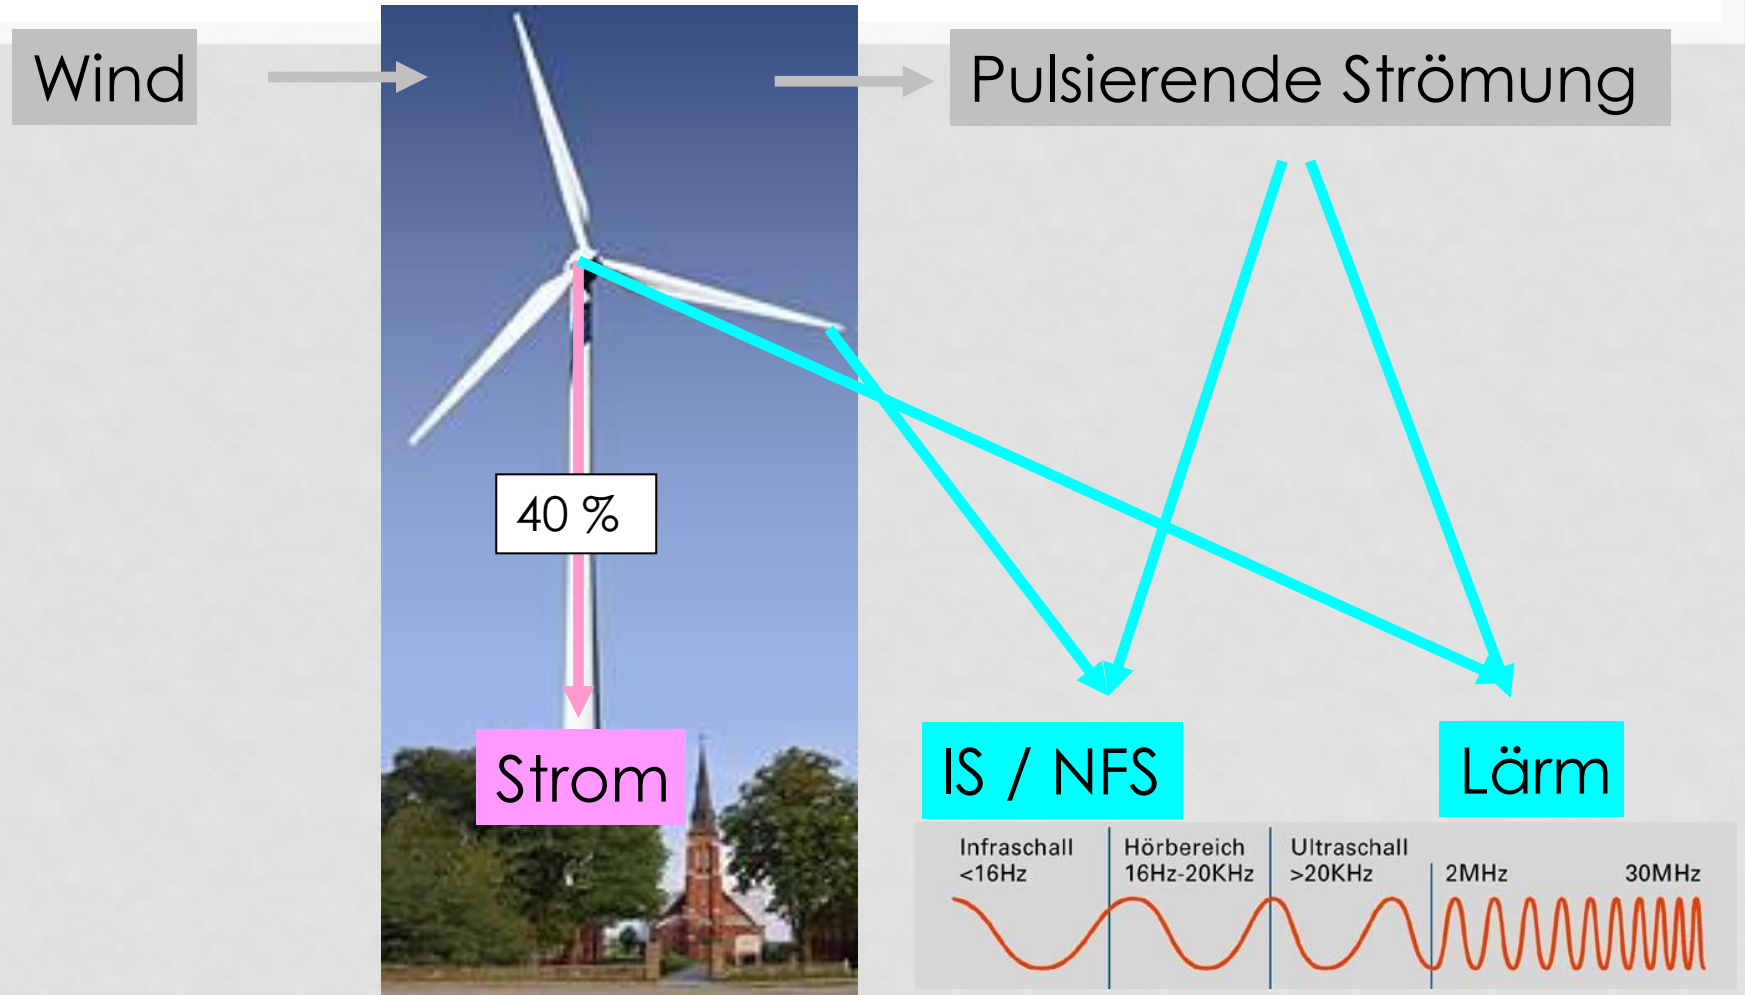 Wind
Pulsierende Strömung
40 %
Strom
IS / NFS
Lärm
Infraschall
<16Hz
Hörbereich
16Hz-20KHz
Ultraschall
>20KHz
2MHz
30MHz